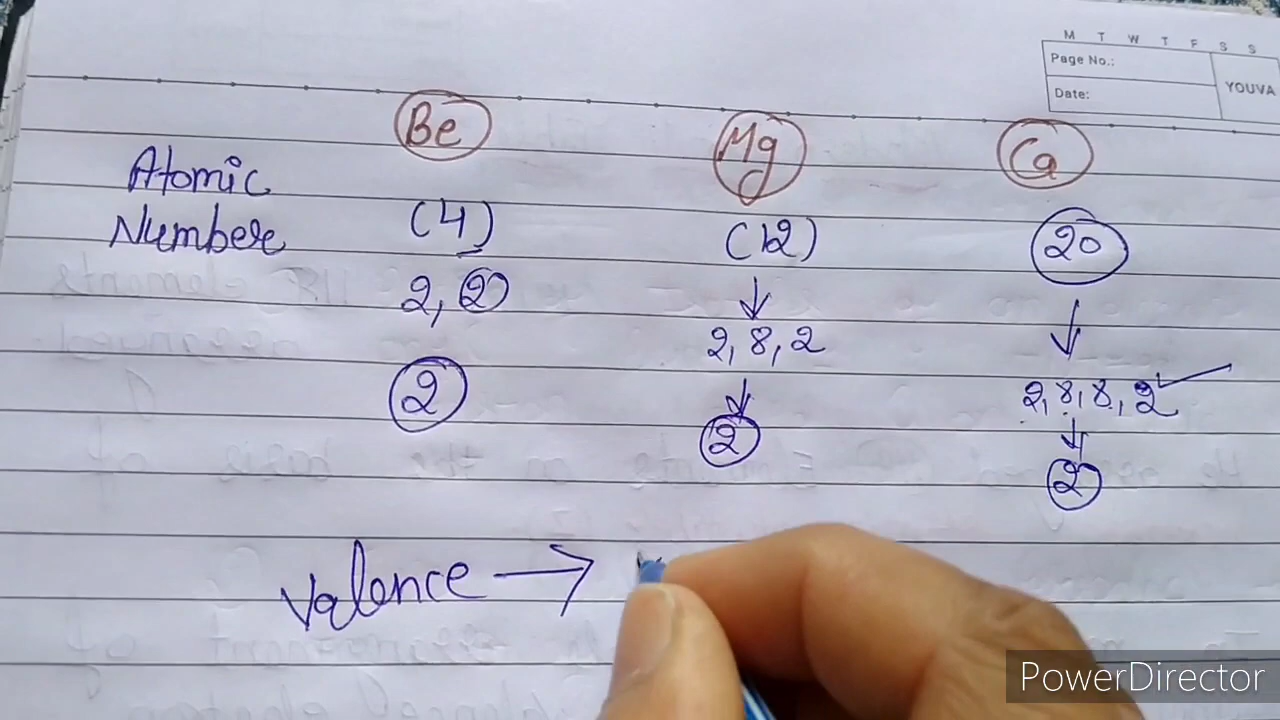 M T W T F S S
Page No.:
YOUVA
Date:
Be Mg Ca
Atomic
Number (4) (12) 20
2, 2 2, 8, 2 2, 8, 8, 2
2 2 2
Valence →
PowerDirector